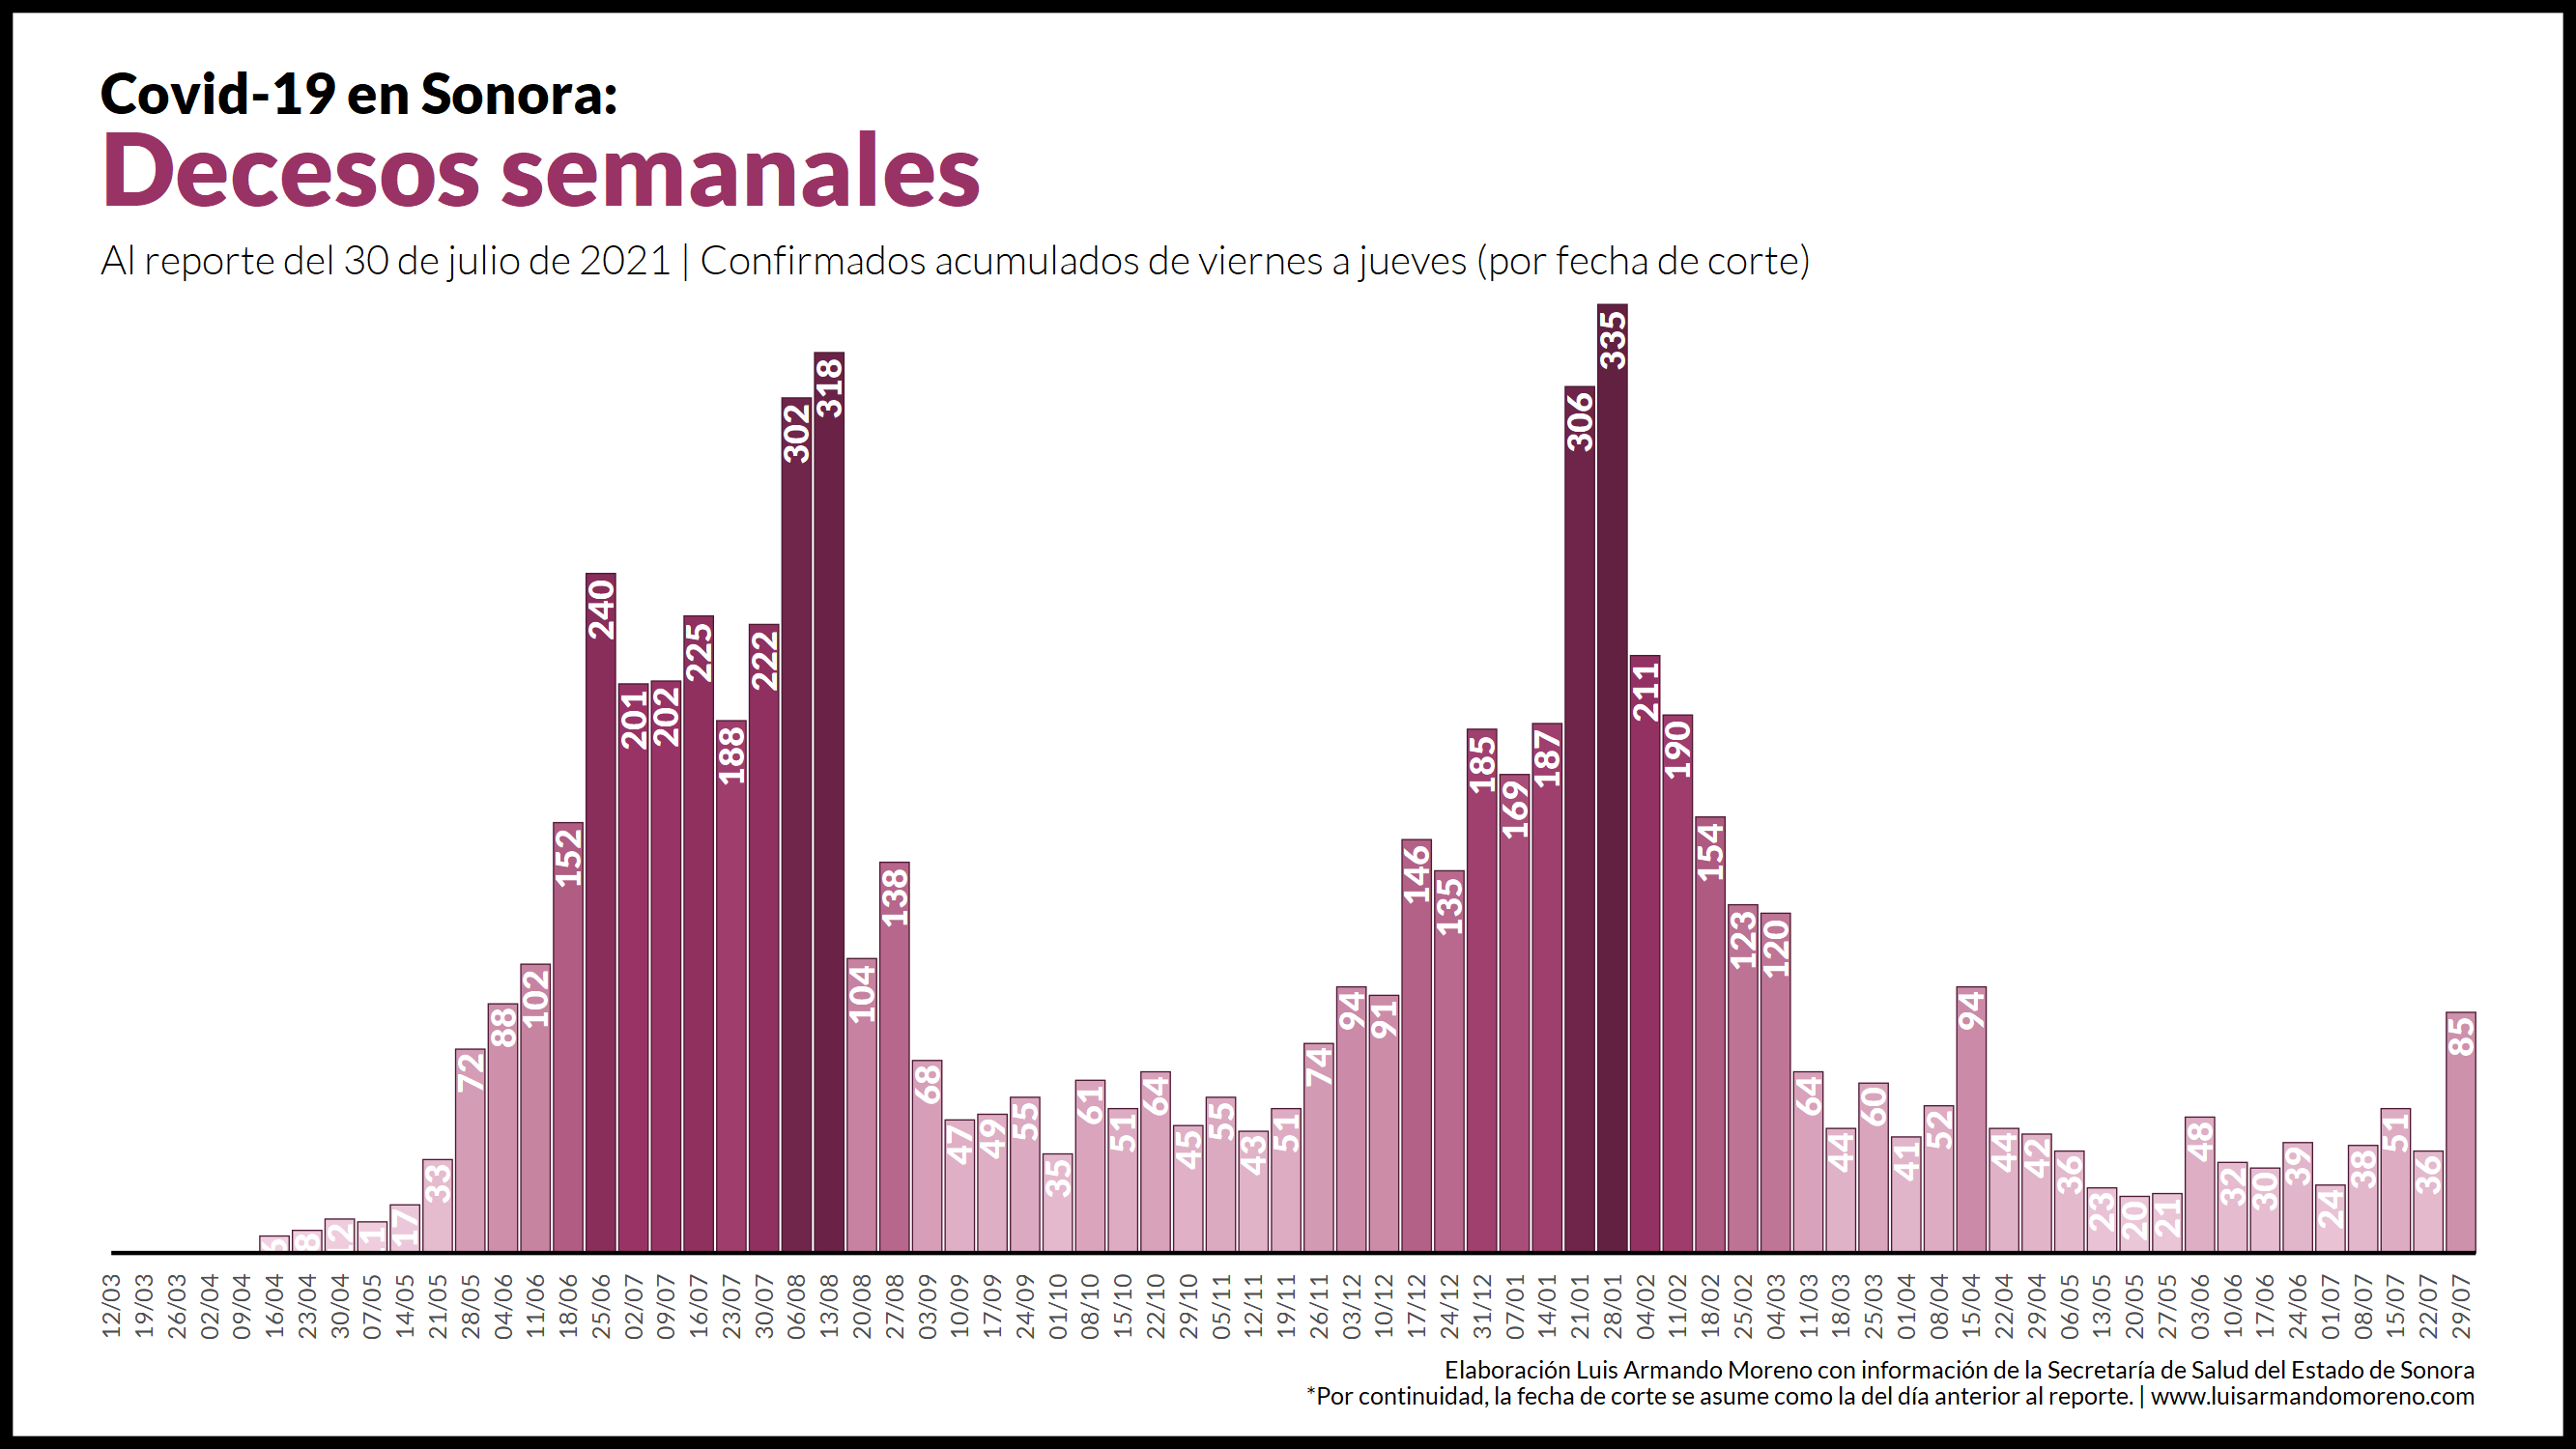 Covid-19 en Sonora:
Decesos semanales
Al reporte del 30 de julio de 2021 | Confirmados acumulados de viernes a jueves (por fecha de corte)
6 8 12 11 17 33 72 88 102 152 240 201 202 225 188 222 302 318 104 138 68 47 49 55 35 61 51 64 45 55 43 51 74 94 91 146 135 185 169 187 306 335 211 190 154 123 120 64 44 60 41 52 94 44 42 36 23 20 21 48 32 30 39 24 38 51 36 85
12/03 19/03 26/03 02/04 09/04 16/04 23/04 30/04 07/05 14/05 21/05 28/05 04/06 11/06 18/06 25/06 02/07 09/07 16/07 23/07 30/07 06/08 13/08 20/08 27/08 03/09 10/09 17/09 24/09 01/10 08/10 15/10 22/10 29/10 05/11 12/11 19/11 26/11 03/12 10/12 17/12 24/12 31/12 07/01 14/01 21/01 28/01 04/02 11/02 18/02 25/02 04/03 11/03 18/03 25/03 01/04 08/04 15/04 22/04 29/04 06/05 13/05 20/05 27/05 03/06 10/06 17/06 24/06 01/07 08/07 15/07 22/07 29/07
Elaboración Luis Armando Moreno con información de la Secretaría de Salud del Estado de Sonora
*Por continuidad, la fecha de corte se asume como la del día anterior al reporte. | www.luisarmandomoreno.com